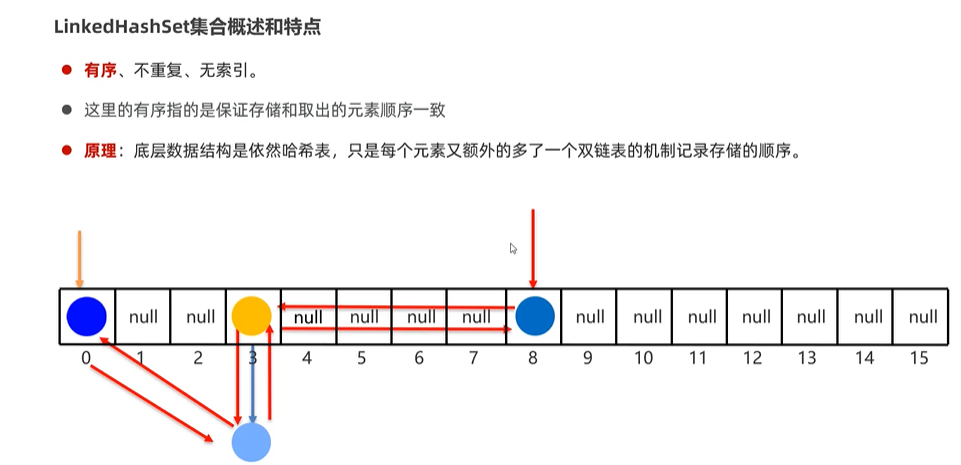 LinkedHashSet集合概述和特点
有序、不重复、无索引。
这里的有序指的是保证存储和取出的元素顺序一致
原理：底层数据结构是依然哈希表，只是每个元素又额外的多了一个双链表的机制记录存储的顺序。
null null null null null null null null null null null null null
0 1 2 3 4 5 6 7 8 9 10 11 12 13 14 15